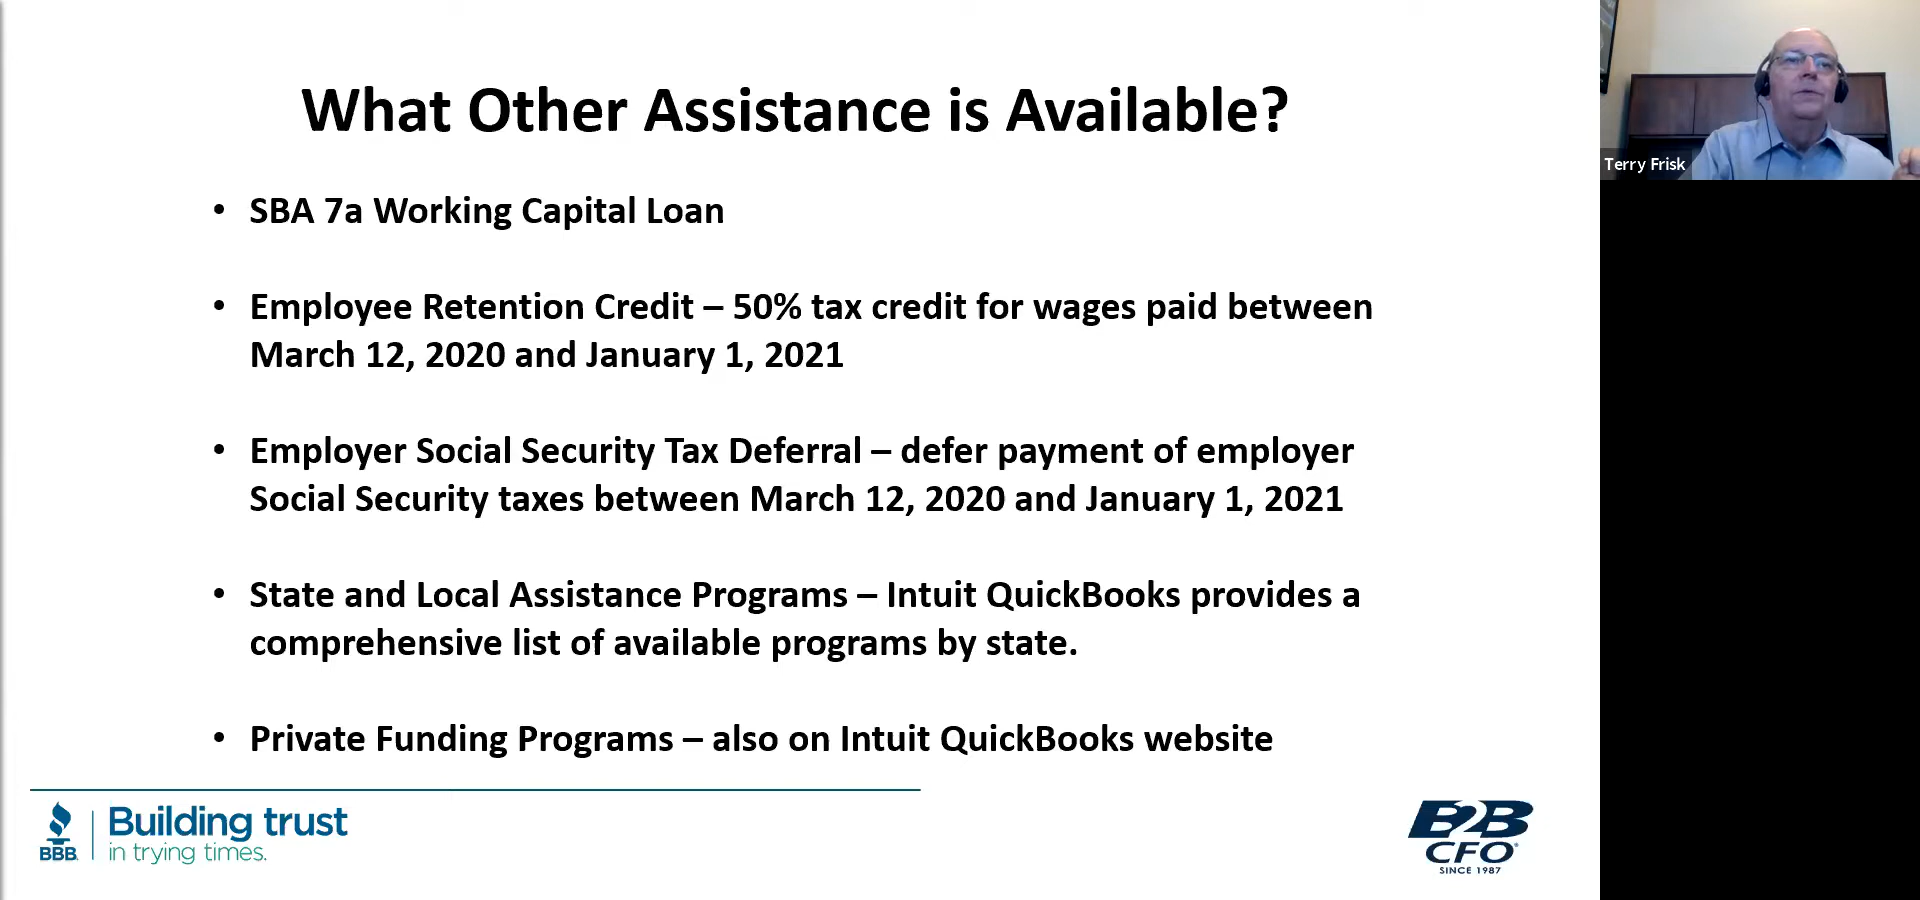 What Other Assistance is Available?
• SBA 7a Working Capital Loan
• Employee Retention Credit – 50% tax credit for wages paid between
March 12, 2020 and January 1, 2021
• Employer Social Security Tax Deferral – defer payment of employer
Social Security taxes between March 12, 2020 and January 1, 2021
• State and Local Assistance Programs – Intuit QuickBooks provides a
comprehensive list of available programs by state.
• Private Funding Programs – also on Intuit QuickBooks website
BBB
Building trust
in trying times.
B2B
CFO®
SINCE 1987
Terry Frisk